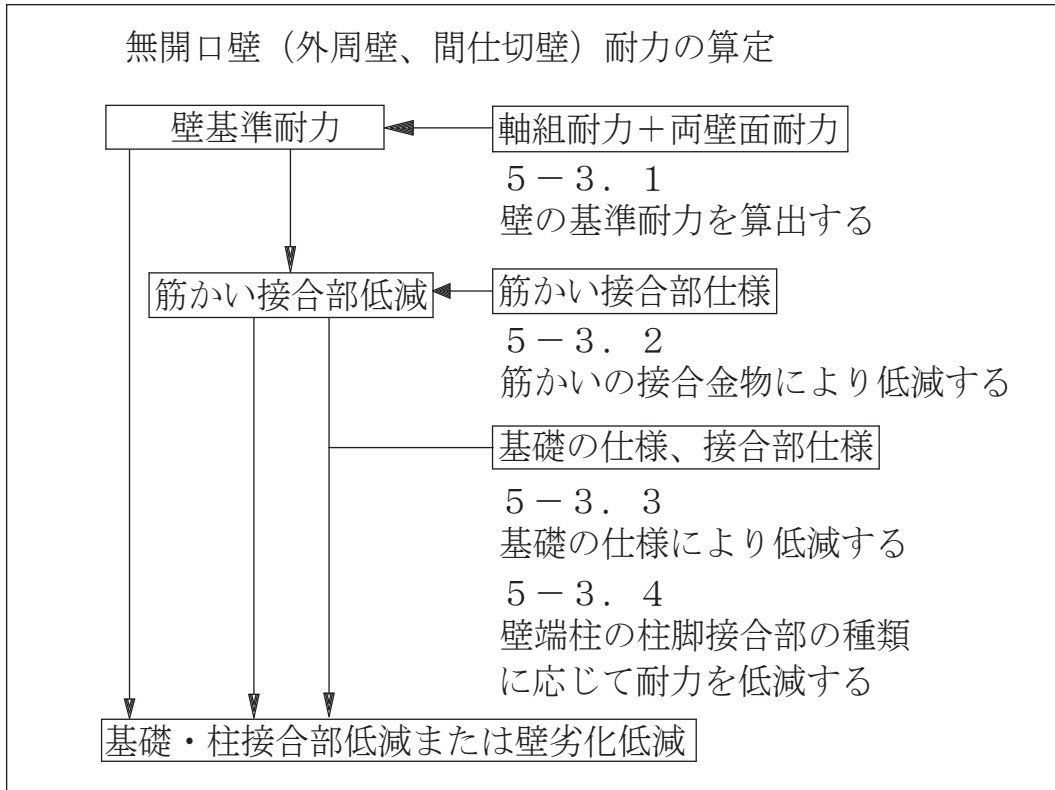 無開口壁（外周壁、間仕切壁）耐力の算定
壁基準耐力
軸組耐力＋両壁面耐力
５－３．１
壁の基準耐力を算出する
筋かい接合部低減
筋かい接合部仕様
５－３．２
筋かいの接合金物により低減する
基礎の仕様、接合部仕様
５－３．３
基礎の仕様により低減する
５－３．４
壁端柱の柱脚接合部の種類
に応じて耐力を低減する
基礎・柱接合部低減または壁劣化低減